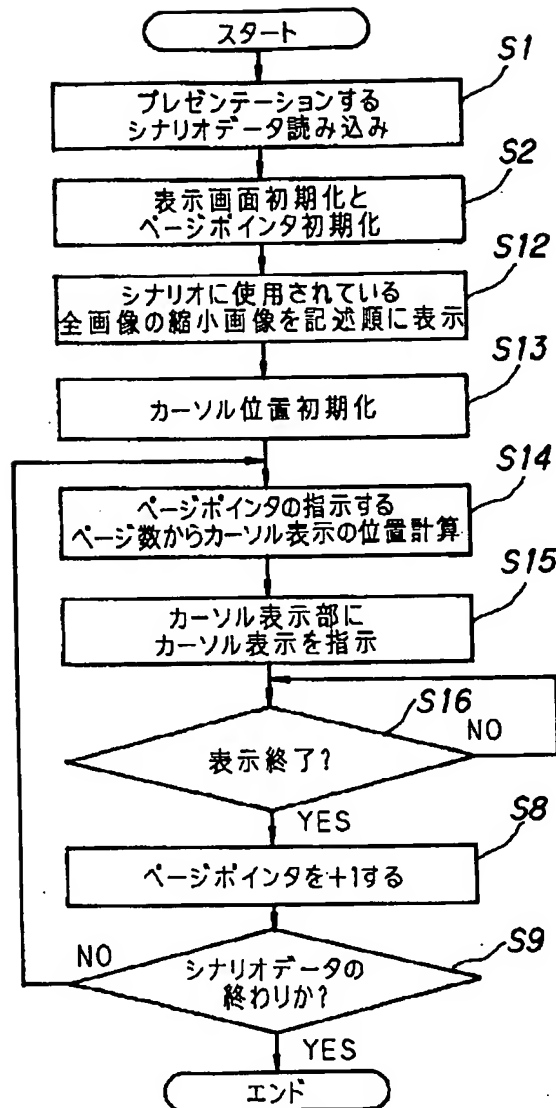 スタート
S1
プレゼンテーションする
シナリオデータ読み込み
S2
表示画面初期化と
ページポインタ初期化
S12
シナリオに使用されている
全画像の縮小画像を記述順に表示
S13
カーソル位置初期化
S14
ページポインタの指示する
ページ数からカーソル表示の位置計算
S15
カーソル表示部に
カーソル表示を指示
S16
NO
表示終了?
YES
S8
ページポインタを+1する
NO
S9
シナリオデータの
終わりか?
YES
エンド